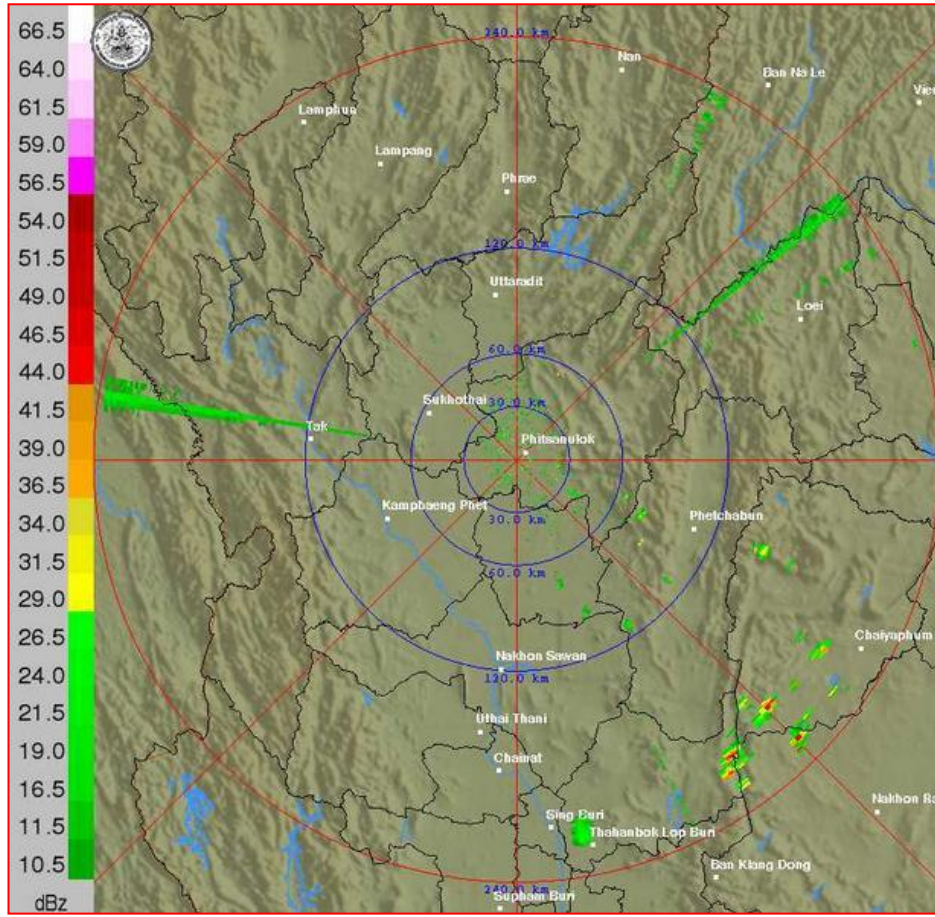 66.5
64.0
61.5
59.0
56.5
54.0
51.5
49.0
46.5
44.0
41.5
39.0
36.5
34.0
31.5
29.0
26.5
24.0
21.5
19.0
16.5
11.5
10.5
dBz
240.0 km
Nan
Ban Na Le
Lamphun
Lampang
Phrae
120.0 km
Uttaradit
Loei
60.0 km
30.0 km
Sukhothai
Tak
Phitsanulok
Kamphaeng Phet
30.0 km
Phetchabun
60.0 km
Chaiyaphum
Nakhon Sawan
120.0 km
Uthai Thani
Chainat
Sing Buri
Thahanbok Lop Buri
Ban Klang Dong
240.0 km
Supham Buri